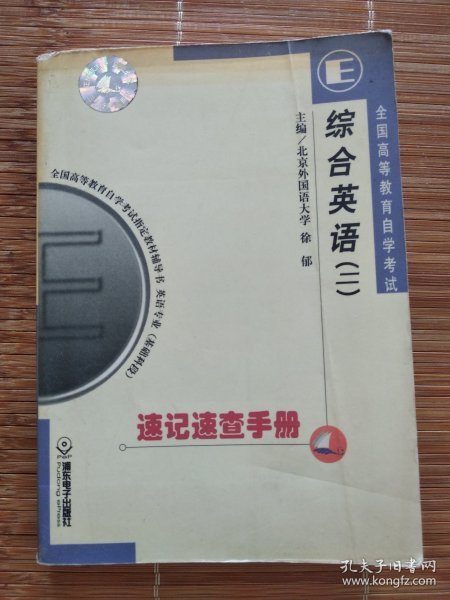 E
全国高等教育自学考试
综合英语(二)
主编/北京外国语大学 徐 郁
全国高等教育自学考试指定教材辅导书 英语专业(基础科段)
速记速查手册
P&P
浦东电子出版社
Pudong ePress
孔夫子旧书网
www.kongfz.com